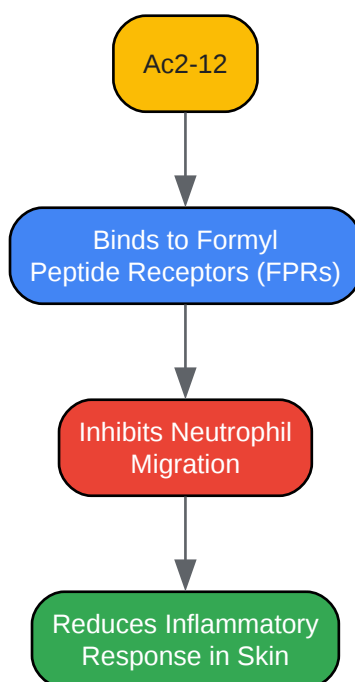 Ac2-12
Binds to Formyl
Peptide Receptors (FPRs)
Inhibits Neutrophil
Migration
Reduces Inflammatory
Response in Skin